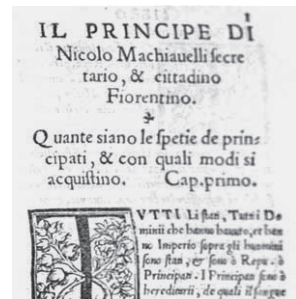 IL PRINCIPE DI
Nicolo Machiauelli secre
tario, & cittadino
Fiorentino.
Quante siano le spetie de prin-
cipati, & con quali modi si
acquistino. Cap.primo.
TVTTI Li stati, Tutti Do
minii che hanno hauuto, et han
no Imperio sopra gli huomini
sono stati, et sono ò Repu. ò
Principati. I Principati sono ò
hereditarii, de quali il sangue